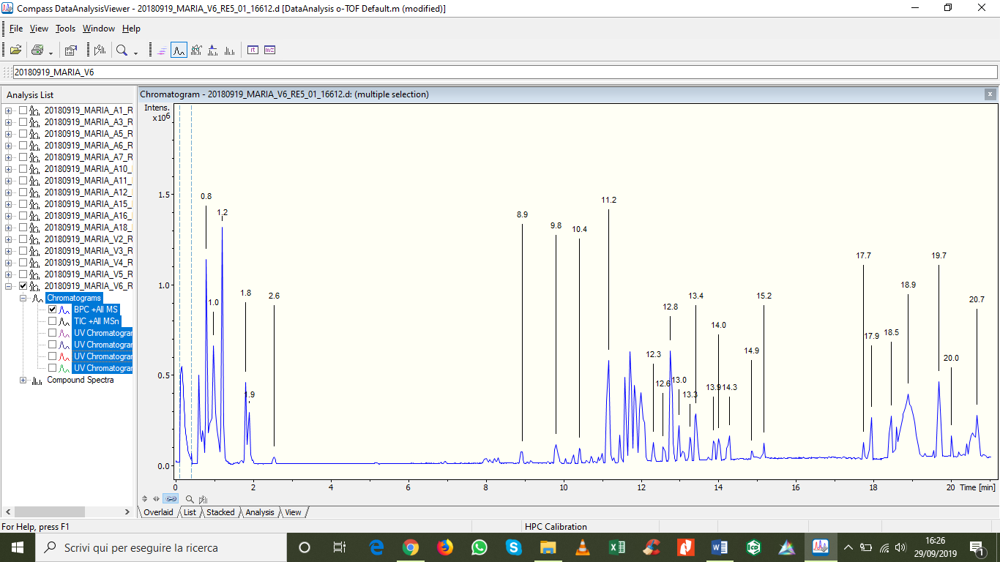 Compass DataAnalysisViewer - 20180919_MARIA_V6_RE5_01_16612.d [DataAnalysis o-TOF Default.m (modified)]
File View Tools Window Help
20180919_MARIA_V6
Analysis List
20180919_MARIA_A1_R
20180919_MARIA_A3_R
20180919_MARIA_A5_R
20180919_MARIA_A6_R
20180919_MARIA_A7_R
20180919_MARIA_A10_
20180919_MARIA_A11_
20180919_MARIA_A12_
20180919_MARIA_A15_
20180919_MARIA_A16_
20180919_MARIA_A18_
20180919_MARIA_V2_R
20180919_MARIA_V3_R
20180919_MARIA_V4_R
20180919_MARIA_V5_R
20180919_MARIA_V6_R
Chromatograms
BPC +All MS
TIC +All MSn
UV Chromatogra
UV Chromatogra
UV Chromatogra
UV Chromatogra
Compound Spectra
Chromatogram - 20180919_MARIA_V6_RE5_01_16612.d: (multiple selection)
Intens.
x10⁶
1.5
1.0
0.5
0.0
0.8
1.2
1.0
1.8
1.9
2.6
8.9
9.8
10.4
11.2
12.3
12.6
12.8
13.0
13.3
13.4
13.9
14.0
14.3
14.9
15.2
17.7
17.9
18.5
18.9
19.7
20.0
20.7
0 2 4 6 8 10 12 14 16 18 20 Time [min]
Overlaid List Stacked Analysis View
For Help, press F1 HPC Calibration
Scrivi qui per eseguire la ricerca
16:26
29/09/2019